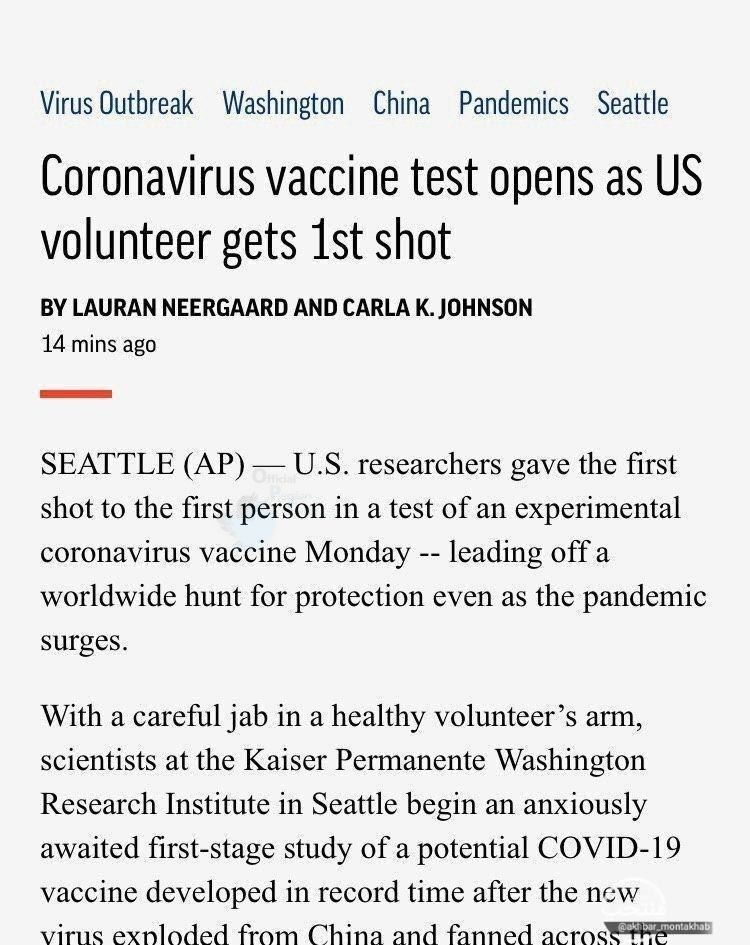 Virus Outbreak Washington China Pandemics Seattle
Coronavirus vaccine test opens as US
volunteer gets 1st shot
BY LAURAN NEERGAARD AND CARLA K. JOHNSON
14 mins ago
SEATTLE (AP) — U.S. researchers gave the first
shot to the first person in a test of an experimental
coronavirus vaccine Monday -- leading off a
worldwide hunt for protection even as the pandemic
surges.
With a careful jab in a healthy volunteer’s arm,
scientists at the Kaiser Permanente Washington
Research Institute in Seattle begin an anxiously
awaited first-stage study of a potential COVID-19
vaccine developed in record time after the new
virus exploded from China and fanned across the
Official
@akhbar_montakhab